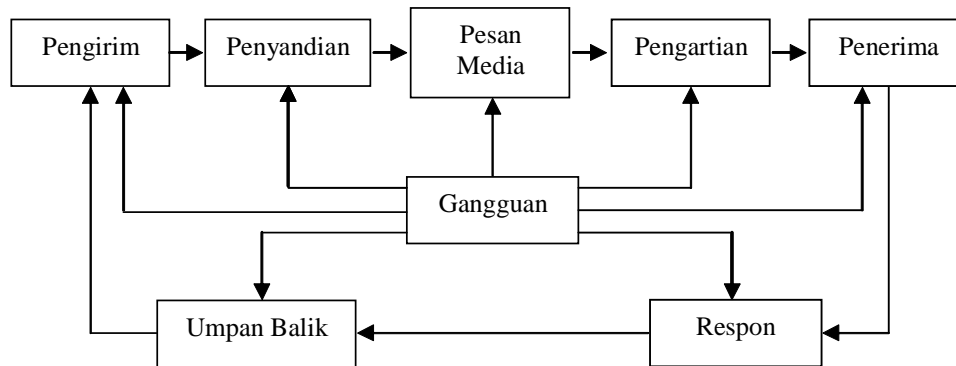 Pengirim
Penyandian
Pesan
Media
Pengartian
Penerima
Gangguan
Umpan Balik
Respon